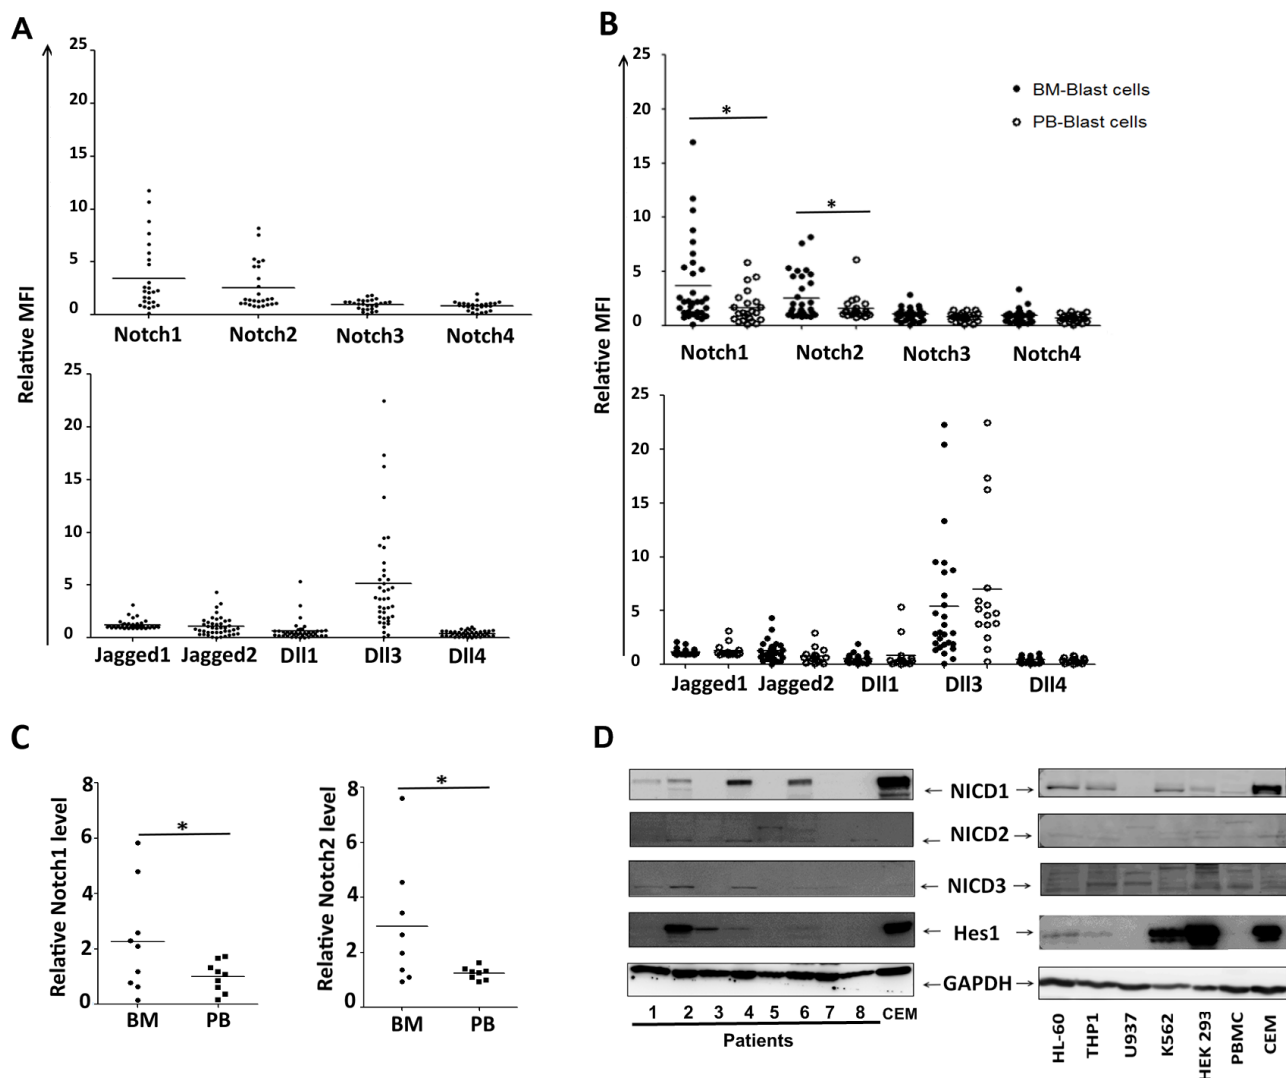 A
Relative MFI
25
20
15
10
5
0
Notch1 Notch2 Notch3 Notch4
25
20
15
10
5
0
Jagged1 Jagged2 Dll1 Dll3 Dll4
B
Relative MFI
25
20
15
10
5
0
*
*
BM-Blast cells
PB-Blast cells
Notch1 Notch2 Notch3 Notch4
25
20
15
10
5
0
Jagged1 Jagged2 Dll1 Dll3 Dll4
C
Relative Notch1 level
8
6
4
2
0
*
BM PB
Relative Notch2 level
8
6
4
2
0
*
BM PB
D
NICD1
NICD2
NICD3
Hes1
GAPDH
1 2 3 4 5 6 7 8 CEM
Patients
HL-60
THP1
U937
K562
HEK 293
PBMC
CEM